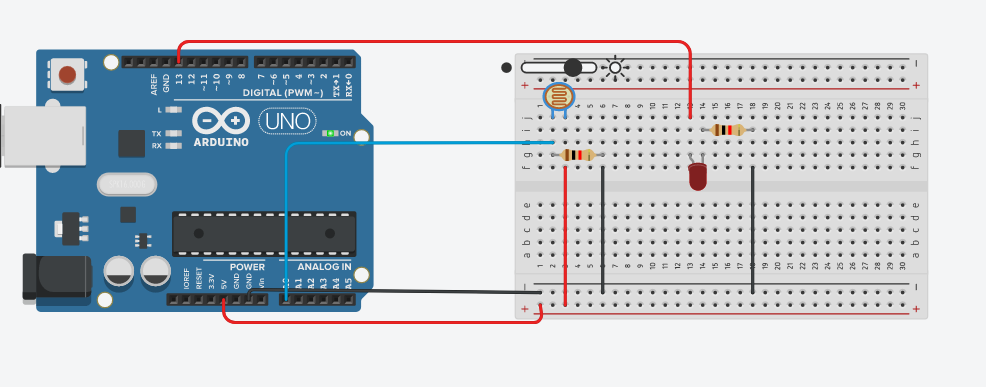 AREF
GND
13
12
~11
~10
~9
8
7
~6
~5
4
~3
2
TX→1
RX←0
DIGITAL (PWM~)
L
TX
RX
ARDUINO
UNO
ON
POWER
ANALOG IN
IOREF
RESET
3.3V
5V
GND
GND
Vin
A1
A2
A3
A4
A5
− −
+ +
1 2 3 4 5 6 7 8 9 10 11 12 13 14 15 16 17 18 19 20 21 22 23 24 25 26 27 28 29 30
j j
i i
h h
g g
f f
e e
d d
c c
b b
a a
1 2 3 4 5 6 7 8 9 10 11 12 13 14 15 16 17 18 19 20 21 22 23 24 25 26 27 28 29 30
− −
+ +